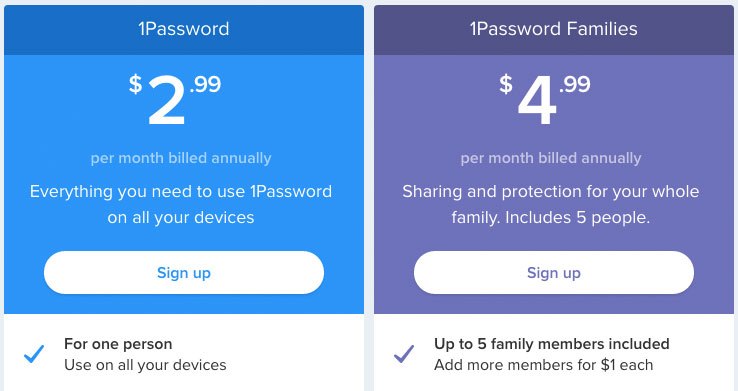 1Password
$2.99
per month billed annually
Everything you need to use 1Password
on all your devices
Sign up
For one person
Use on all your devices
1Password Families
$4.99
per month billed annually
Sharing and protection for your whole
family. Includes 5 people.
Sign up
Up to 5 family members included
Add more members for $1 each